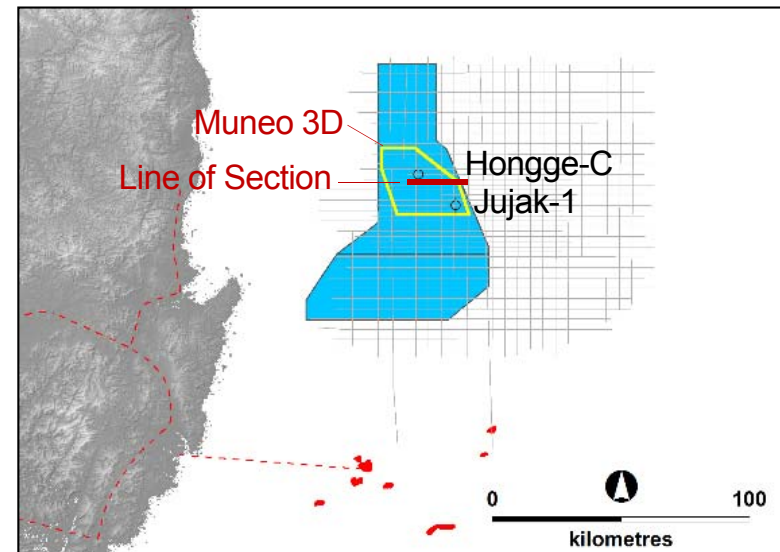 Muneo 3D
Hongge-C
Line of Section
Jujak-1
0
100
kilometres